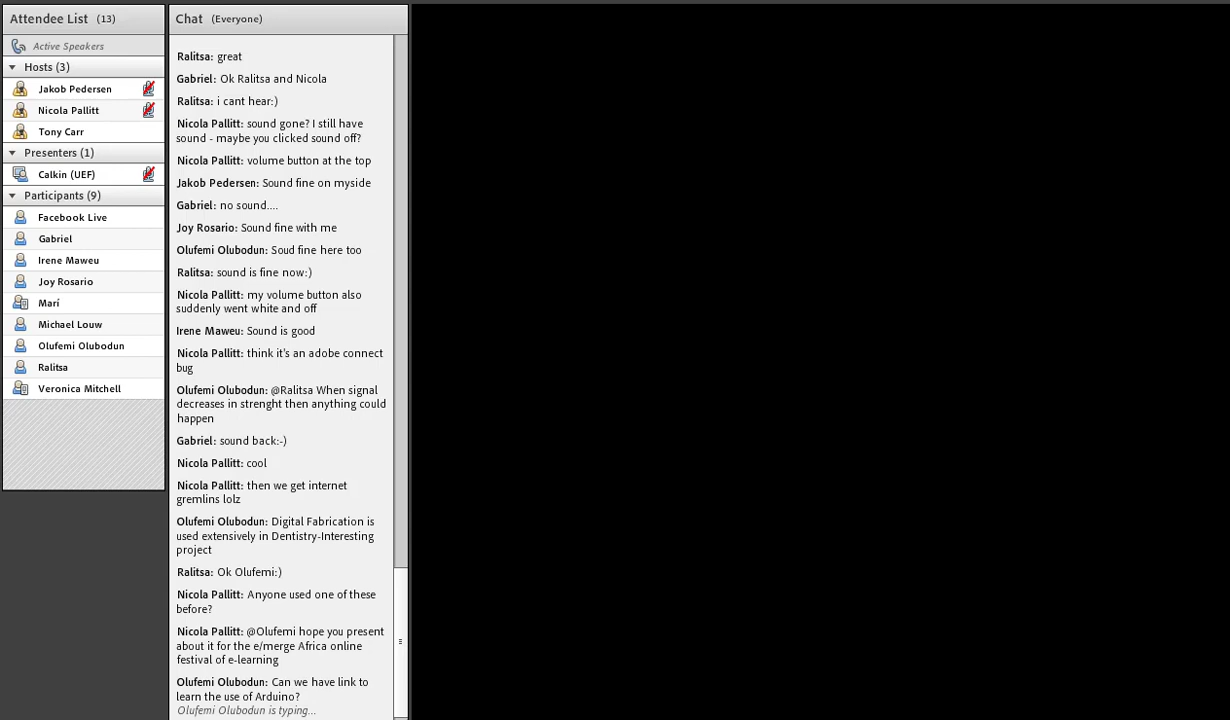 Attendee List (13)
Active Speakers
Hosts (3)
Jakob Pedersen
Nicola Pallitt
Tony Carr
Presenters (1)
Calkin (UEF)
Participants (9)
Facebook Live
Gabriel
Irene Maweu
Joy Rosario
Marí
Michael Louw
Olufemi Olubodun
Ralitsa
Veronica Mitchell
Chat (Everyone)
Ralitsa: great
Gabriel: Ok Ralitsa and Nicola
Ralitsa: i cant hear:)
Nicola Pallitt: sound gone? I still have
sound - maybe you clicked sound off?
Nicola Pallitt: volume button at the top
Jakob Pedersen: Sound fine on myside
Gabriel: no sound....
Joy Rosario: Sound fine with me
Olufemi Olubodun: Soud fine here too
Ralitsa: sound is fine now:)
Nicola Pallitt: my volume button also
suddenly went white and off
Irene Maweu: Sound is good
Nicola Pallitt: think it's an adobe connect
bug
Olufemi Olubodun: @Ralitsa When signal
decreases in strenght then anything could
happen
Gabriel: sound back:-)
Nicola Pallitt: cool
Nicola Pallitt: then we get internet
gremlins lolz
Olufemi Olubodun: Digital Fabrication is
used extensively in Dentistry-Interesting
project
Ralitsa: Ok Olufemi:)
Nicola Pallitt: Anyone used one of these
before?
Nicola Pallitt: @Olufemi hope you present
about it for the e/merge Africa online
festival of e-learning
Olufemi Olubodun: Can we have link to
learn the use of Arduino?
Olufemi Olubodun is typing...